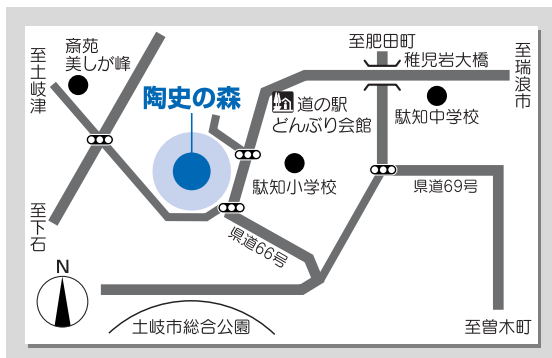 斎苑
美しが峰
至土岐津
陶史の森
至肥田町
稚児岩大橋
至瑞浪市
道の駅
どんぶり会館
駄知中学校
駄知小学校
県道69号
至下石
県道66号
N
土岐市総合公園
至曽木町